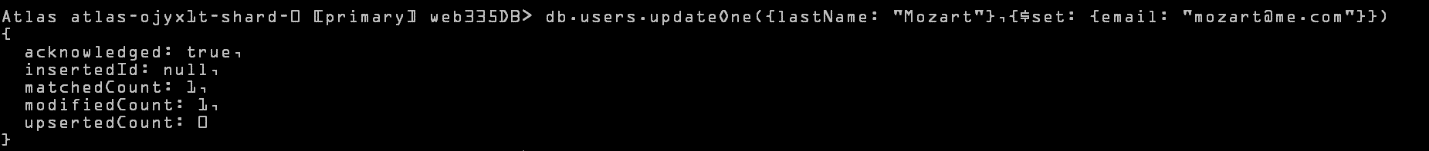 Atlas atlas-ojyx1t-shard-0 [primary] web335DB> db.users.updateOne({lastName: "Mozart"},{$set: {email: "mozart@me.com"}})
{
  acknowledged: true,
  insertedId: null,
  matchedCount: 1,
  modifiedCount: 1,
  upsertedCount: 0
}